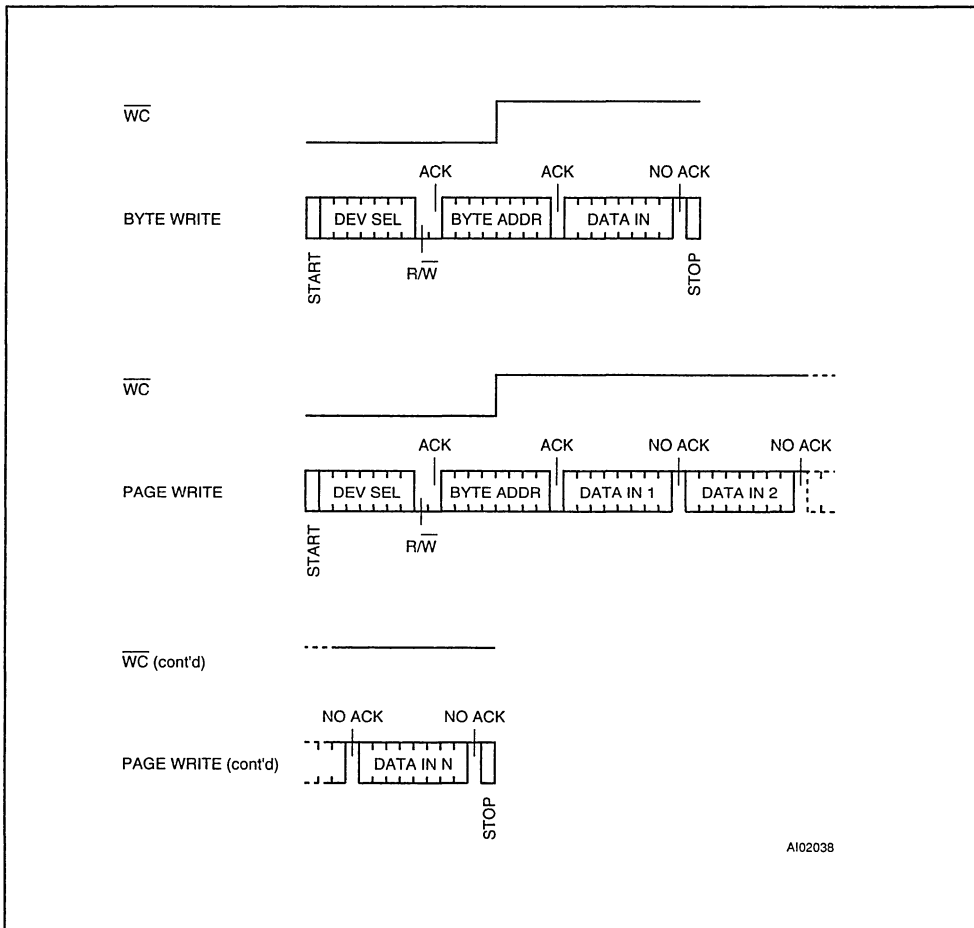 WC
ACK ACK NO ACK
BYTE WRITE DEV SEL BYTE ADDR DATA IN
START R/W STOP
WC
ACK ACK NO ACK NO ACK
PAGE WRITE DEV SEL BYTE ADDR DATA IN 1 DATA IN 2
START R/W
WC (cont'd)
NO ACK NO ACK
PAGE WRITE (cont'd) DATA IN N
STOP
AI02038